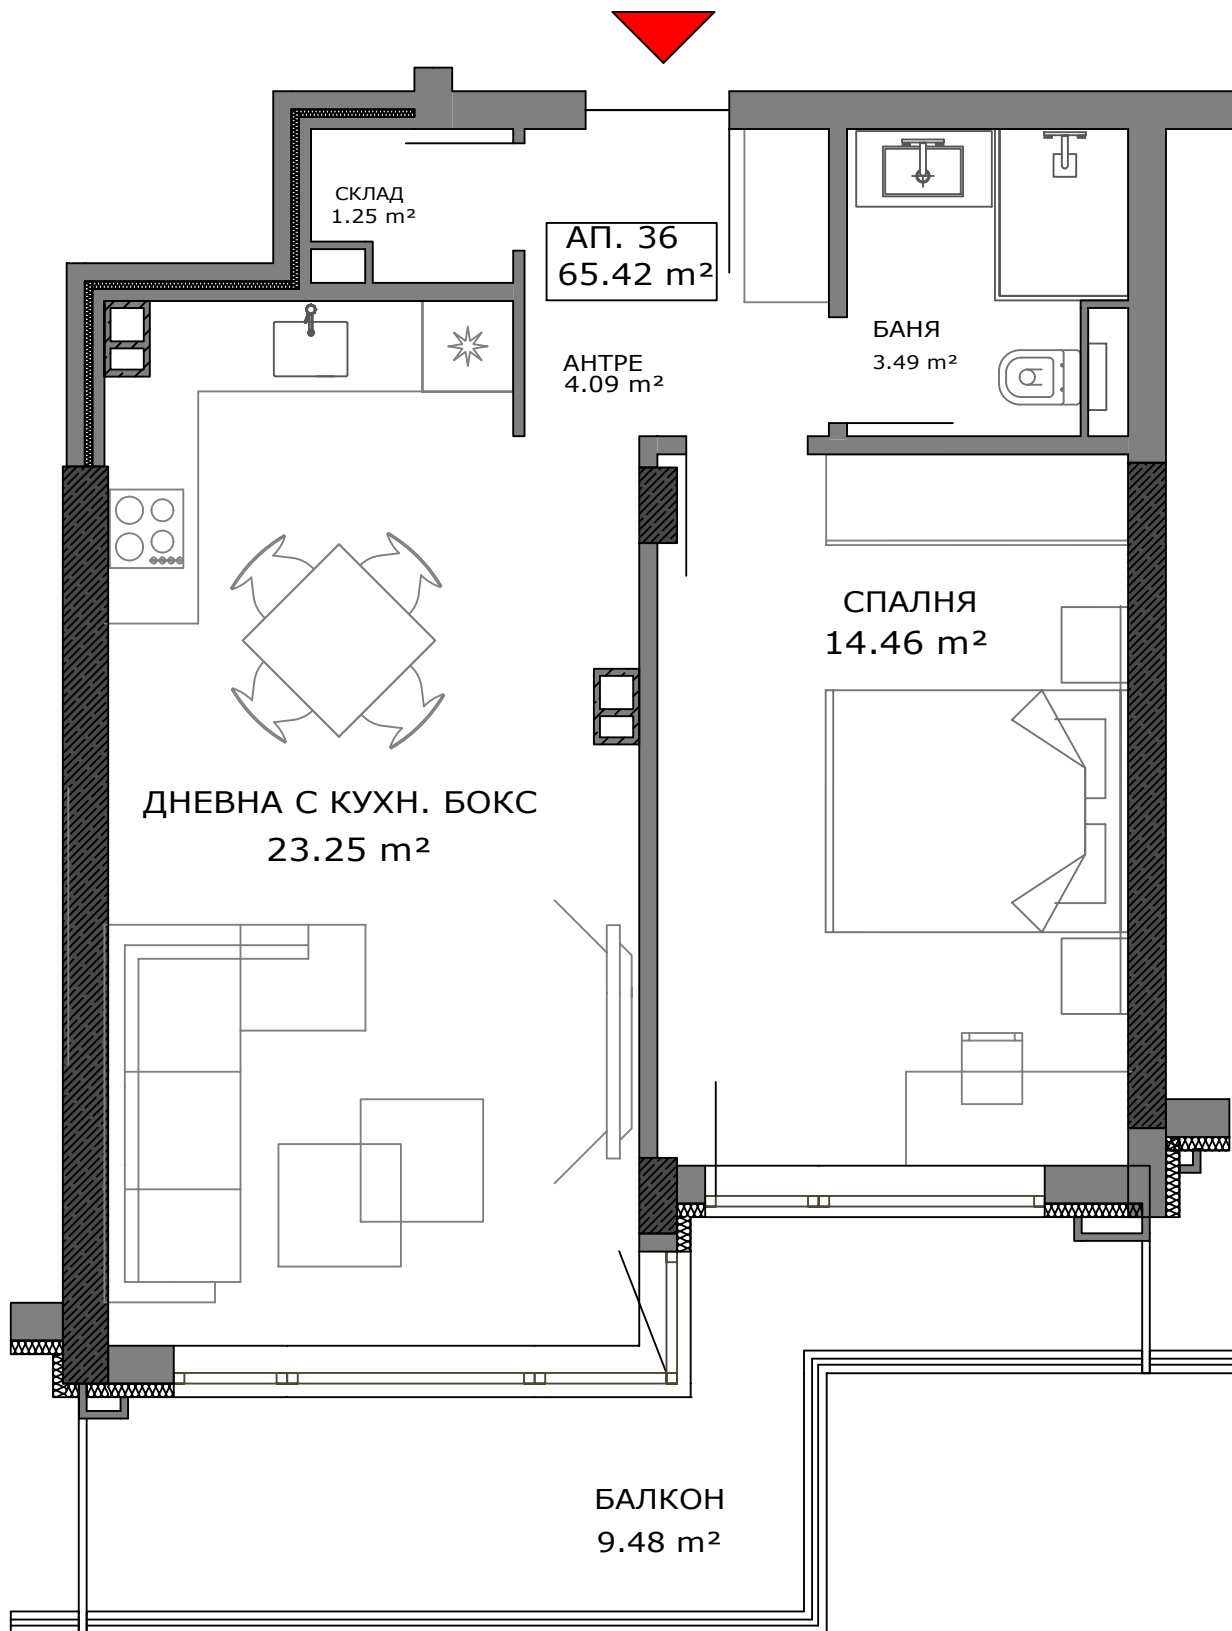 СКЛАД
1.25 m²
АП. 36
65.42 m²
АНТРЕ
4.09 m²
БАНЯ
3.49 m²
СПАЛНЯ
14.46 m²
ДНЕВНА С КУХН. БОКС
23.25 m²
БАЛКОН
9.48 m²